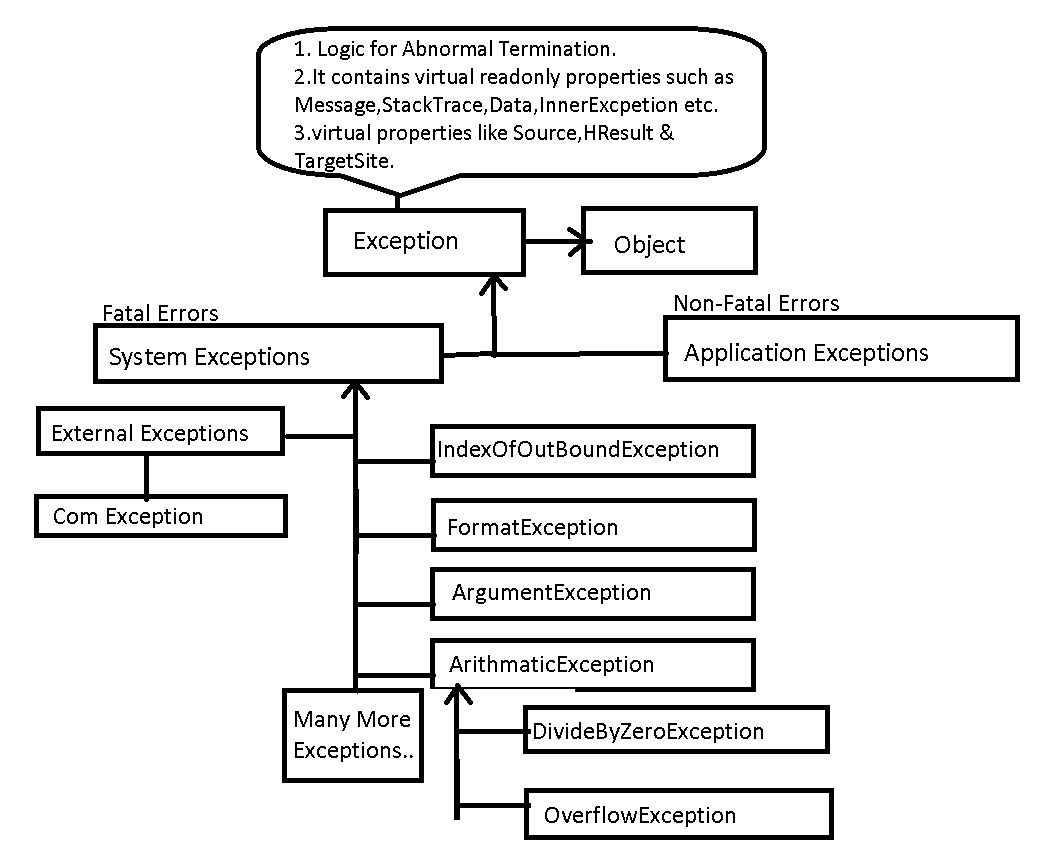 1. Logic for Abnormal Termination.
2.It contains virtual readonly properties such as
Message,StackTrace,Data,InnerExcpetion etc.
3.virtual properties like Source,HResult &
TargetSite.
Exception
Object
Fatal Errors
Non-Fatal Errors
System Exceptions
Application Exceptions
External Exceptions
IndexOfOutBoundException
Com Exception
FormatException
ArgumentException
ArithmaticException
Many More
Exceptions..
DivideByZeroException
OverflowException